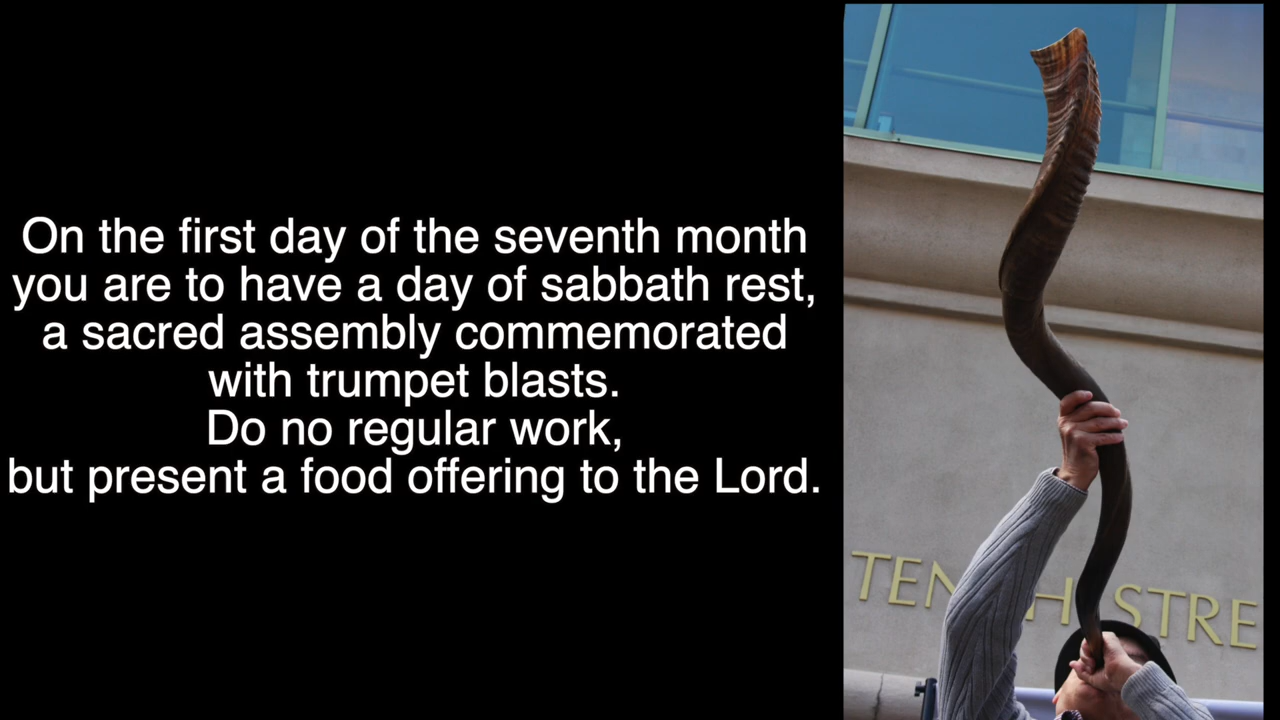 On the first day of the seventh month
you are to have a day of sabbath rest,
a sacred assembly commemorated
with trumpet blasts.
Do no regular work,
but present a food offering to the Lord.
TEN H STRE